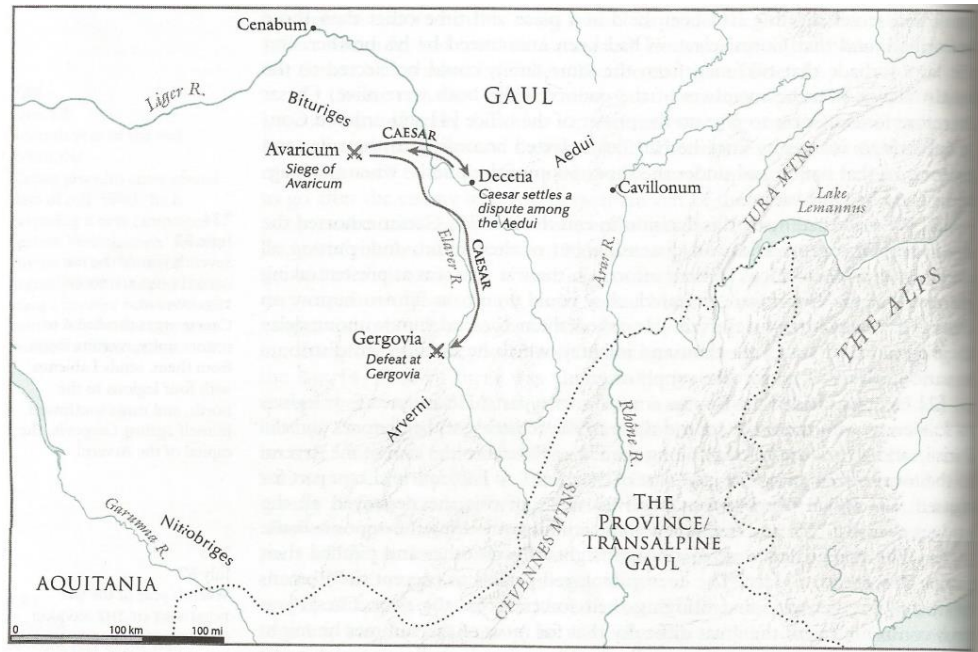 Cenabum
Liger R.
Bituriges
GAUL
CAESAR
Avaricum
Siege of
Avaricum
Aedui
Decetia
Caesar settles a
dispute among
the Aedui
Cavillonum
JURA MTNS.
Lake
Lemannus
Elaver R.
CAESAR
Arar R.
THE ALPS
Gergovia
Defeat at
Gergovia
Arverni
Rhône R.
Garumna R.
Nitiobriges
CEVENNES MTNS.
THE
PROVINCE/
TRANSALPINE
GAUL
AQUITANIA
0 100 km 100 mi